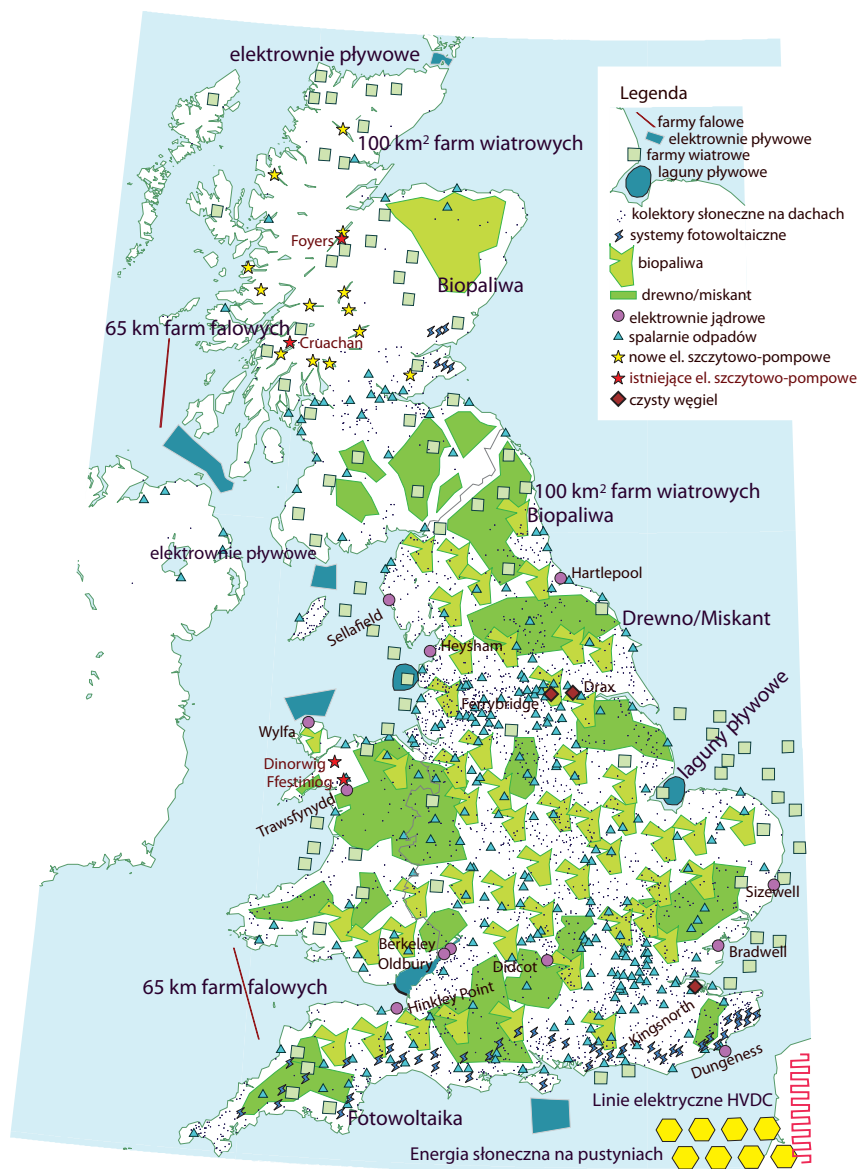 elektrownie pływowe
100 km² farm wiatrowych
Foyers
Biopaliwa
65 km farm falowych
Cruachan
Legenda
farmy falowe
elektrownie pływowe
farmy wiatrowe
laguny pływowe
kolektory słoneczne na dachach
systemy fotowoltaiczne
biopaliwa
drewno/miskant
elektrownie jądrowe
spalarnie odpadów
nowe el. szczytowo-pompowe
istniejące el. szczytowo-pompowe
czysty węgiel
100 km² farm wiatrowych
Biopaliwa
elektrownie pływowe
Hartlepool
Sellafield
Drewno/Miskant
Heysham
Drax
Ferrybridge
laguny pływowe
Wylfa
Dinorwig
Ffestiniog
Trawsfynydd
Sizewell
Berkeley
Oldbury
Didcot
Bradwell
65 km farm falowych
Hinkley Point
Kingsnorth
Dungeness
Fotowoltaika
Linie elektryczne HVDC
Energia słoneczna na pustyniach